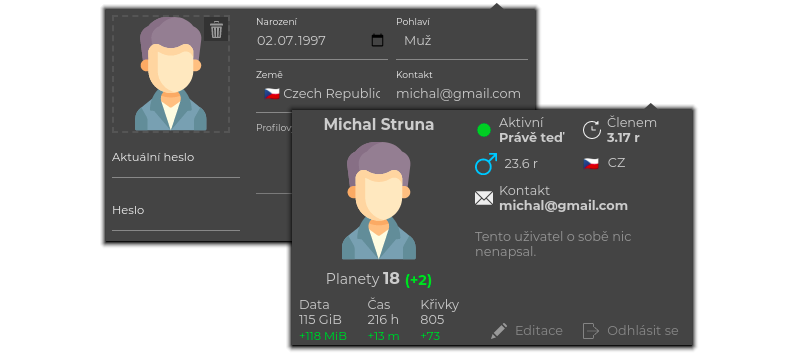 Narození
Pohlaví
02.07.1997
Muž
Země
Kontakt
Czech Republic
michal@gmail.com
Aktuální heslo
Heslo
Michal Struna
Planety 18 (+2)
Data
Čas
Křivky
115 GiB
216 h
805
+118 MiB
+13 m
+73
Aktivní
Právě teď
Členem
3.17 r
23.6 r
CZ
Kontakt
michal@gmail.com
Tento uživatel o sobě nic
nenapsal.
Editace
Odhlásit se